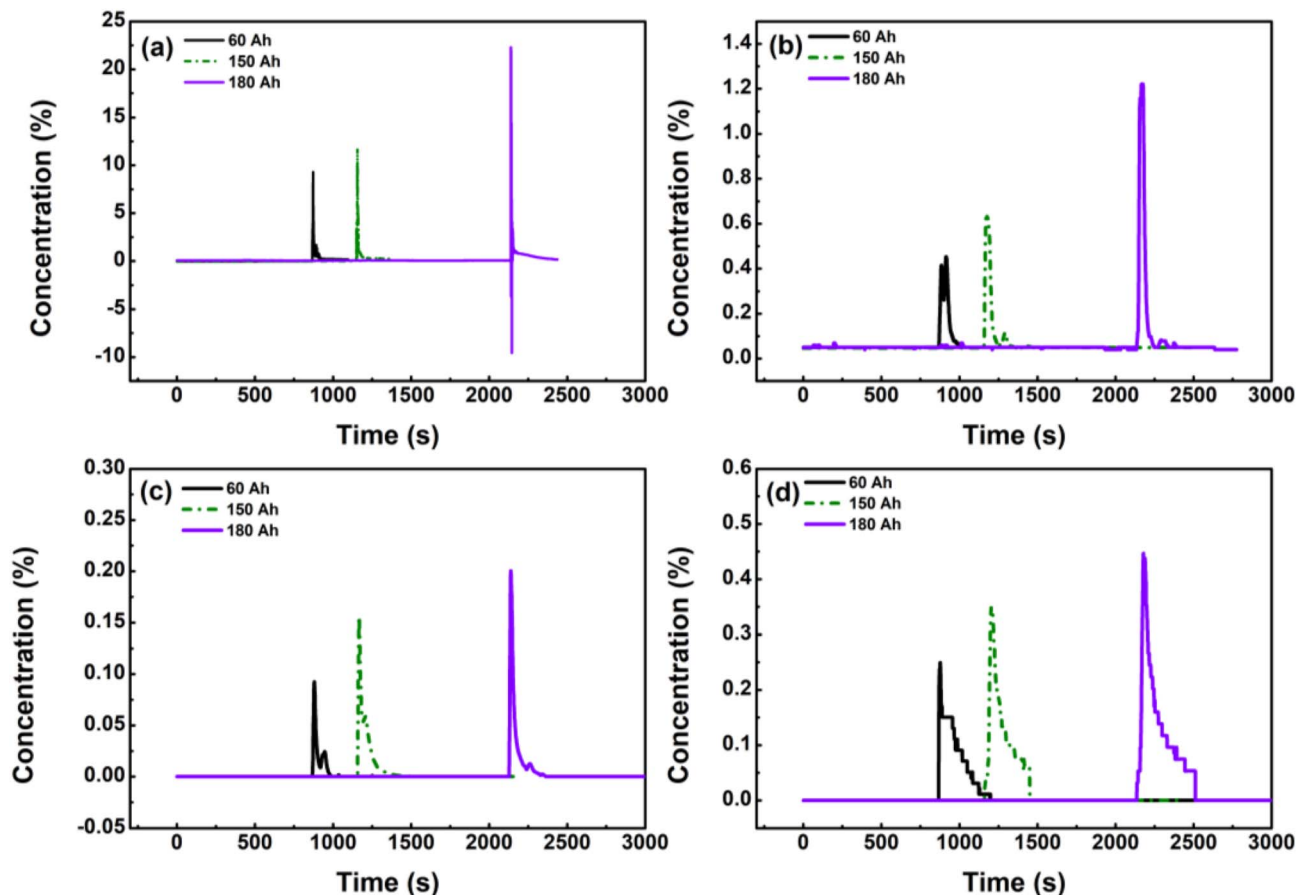 (a)
60 Ah
150 Ah
180 Ah
25
20
15
10
5
0
-5
-10
Concentration (%)
0 500 1000 1500 2000 2500 3000
Time (s)
(b)
60 Ah
150 Ah
180 Ah
1.4
1.2
1.0
0.8
0.6
0.4
0.2
0.0
Concentration (%)
0 500 1000 1500 2000 2500 3000
Time (s)
(c)
60 Ah
150 Ah
180 Ah
0.30
0.25
0.20
0.15
0.10
0.05
0.00
-0.05
Concentration (%)
0 500 1000 1500 2000 2500 3000
Time (s)
(d)
60 Ah
150 Ah
180 Ah
0.6
0.5
0.4
0.3
0.2
0.1
0.0
Concentration (%)
0 500 1000 1500 2000 2500 3000
Time (s)